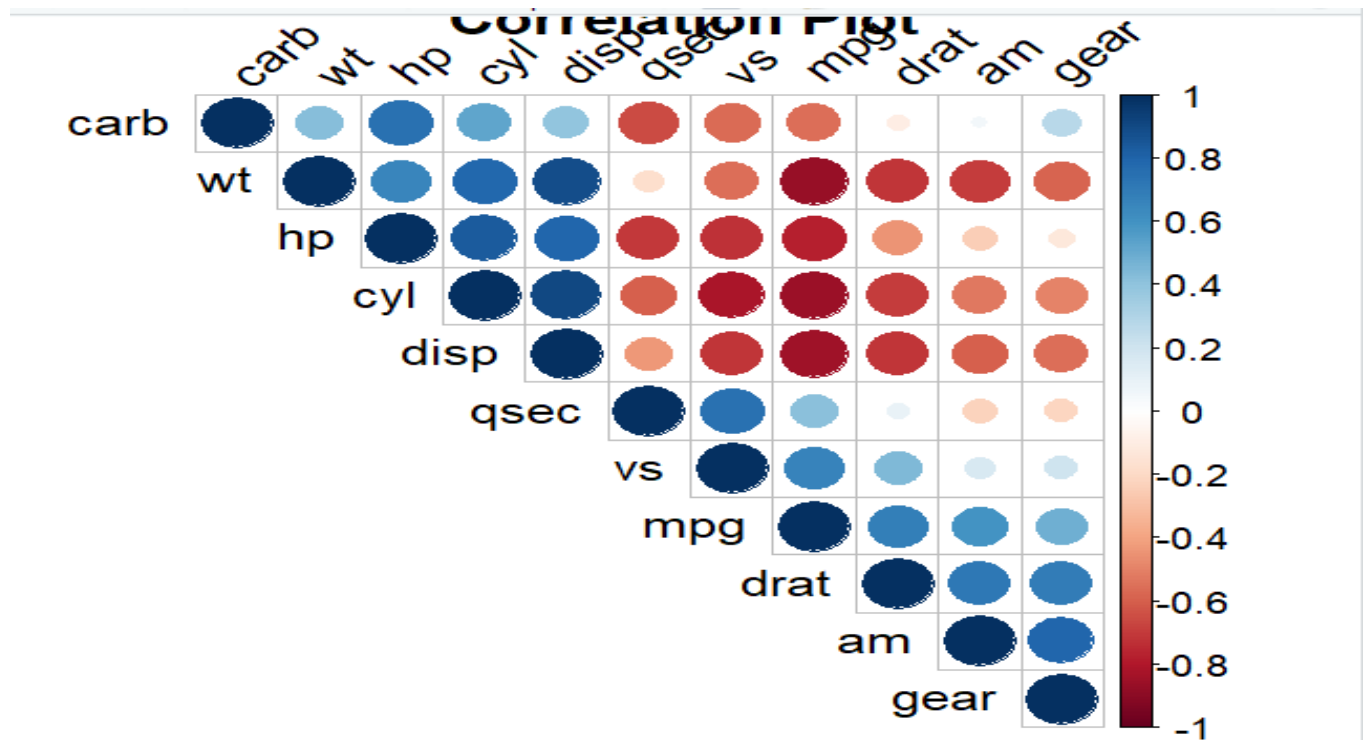 Correlation Plot
carb wt hp cyl disp qsec vs mpg drat am gear
carb
wt
hp
cyl
disp
qsec
vs
mpg
drat
am
gear
1
0.8
0.6
0.4
0.2
0
-0.2
-0.4
-0.6
-0.8
-1